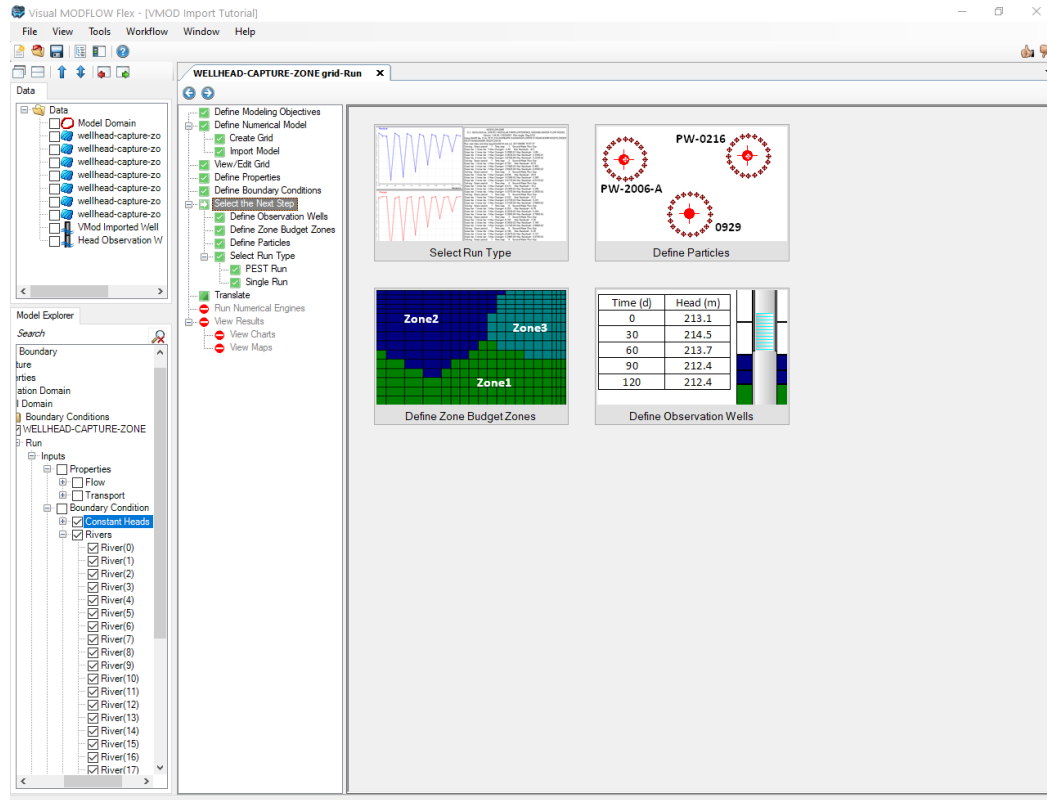 Visual MODFLOW Flex - [VMOD Import Tutorial]
File View Tools Workflow Window Help
Data
Data
Model Domain
wellhead-capture-zo
wellhead-capture-zo
wellhead-capture-zo
wellhead-capture-zo
wellhead-capture-zo
wellhead-capture-zo
wellhead-capture-zo
VMod Imported Well
Head Observation W
Model Explorer
Search
Boundary
ture
erties
ation Domain
l Domain
Boundary Conditions
WELLHEAD-CAPTURE-ZONE
Run
Inputs
Properties
Flow
Transport
Boundary Condition
Constant Heads
Rivers
River(0)
River(1)
River(2)
River(3)
River(4)
River(5)
River(6)
River(7)
River(8)
River(9)
River(10)
River(11)
River(12)
River(13)
River(14)
River(15)
River(16)
River(17)
WELLHEAD-CAPTURE-ZONE grid-Run X
Define Modeling Objectives
Define Numerical Model
Create Grid
Import Model
View/Edit Grid
Define Properties
Define Boundary Conditions
Select the Next Step
Define Observation Wells
Define Zone Budget Zones
Define Particles
Select Run Type
PEST Run
Single Run
Translate
Run Numerical Engines
View Results
View Charts
View Maps
Select Run Type
PW-0216
PW-2006-A
0929
Define Particles
Zone2
Zone3
Zone1
Define Zone Budget Zones
Time (d) Head (m)
0 213.1
30 214.5
60 213.7
90 212.4
120 212.4
Define Observation Wells